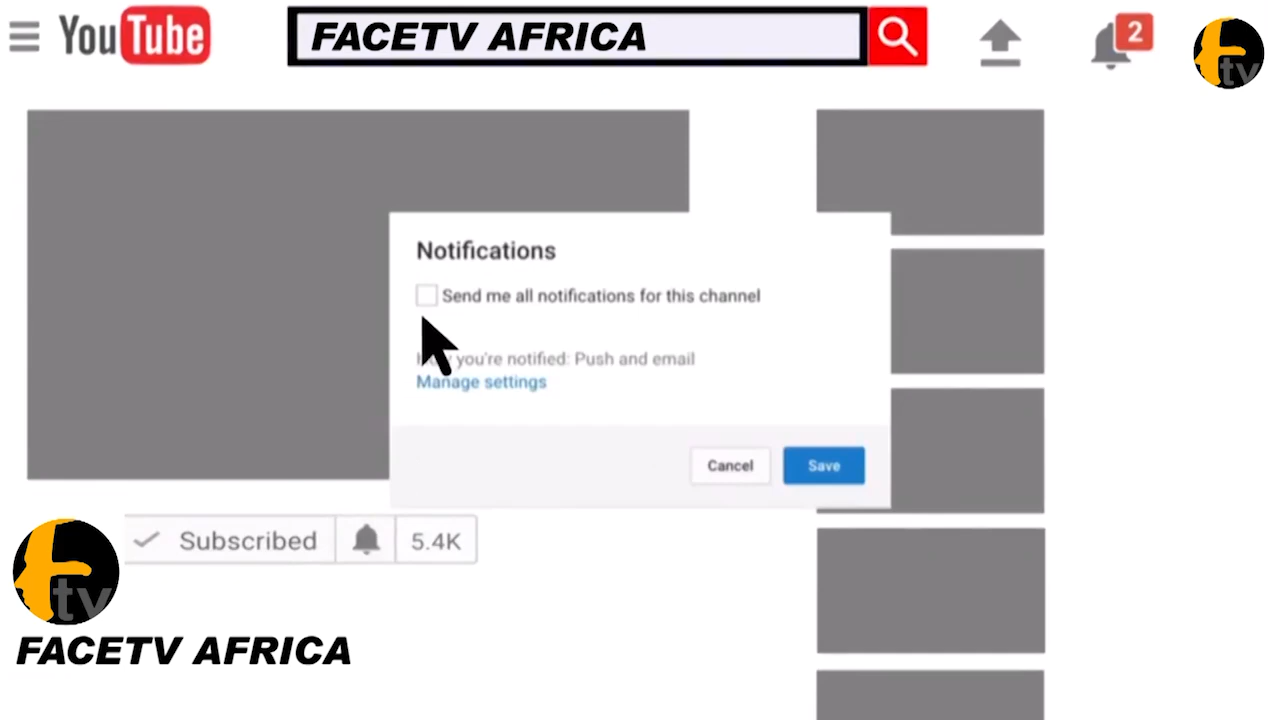 YouTube
FACETV AFRICA
2
tv
Notifications
Send me all notifications for this channel
you're notified: Push and email
Manage settings
Cancel
Save
Subscribed
5.4K
tv
FACETV AFRICA